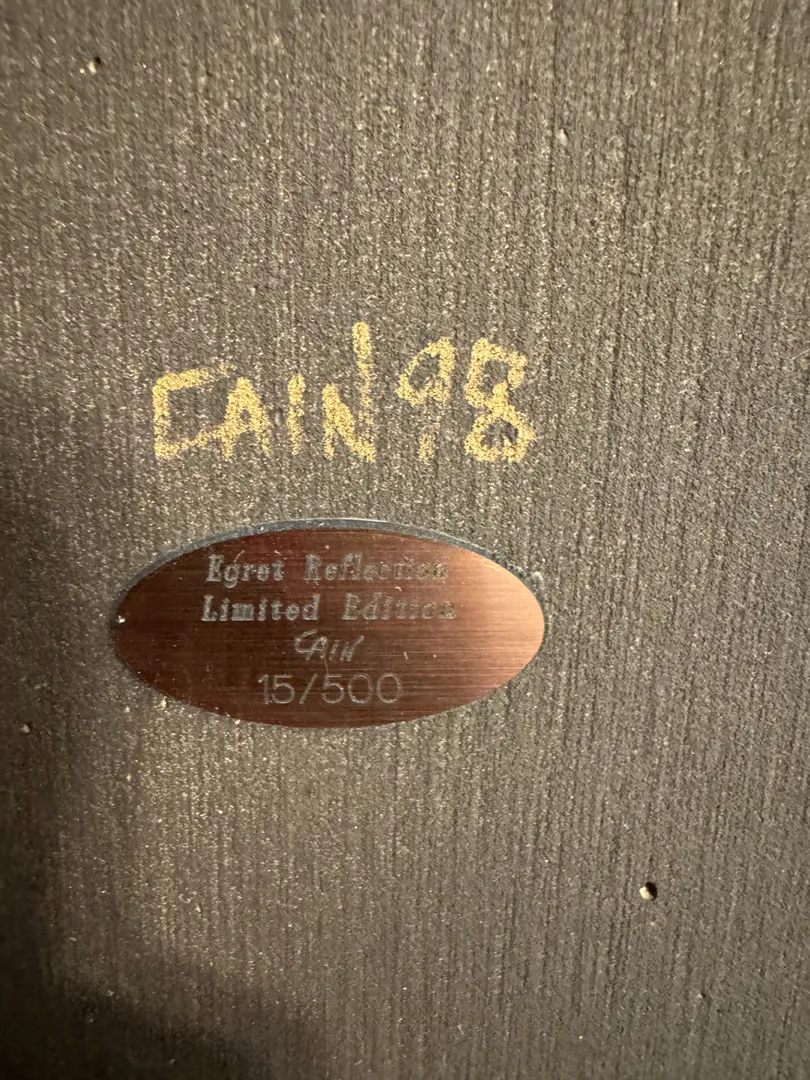 CAIN 98
Egret Reflection
Limited Edition
CAIN
15/500